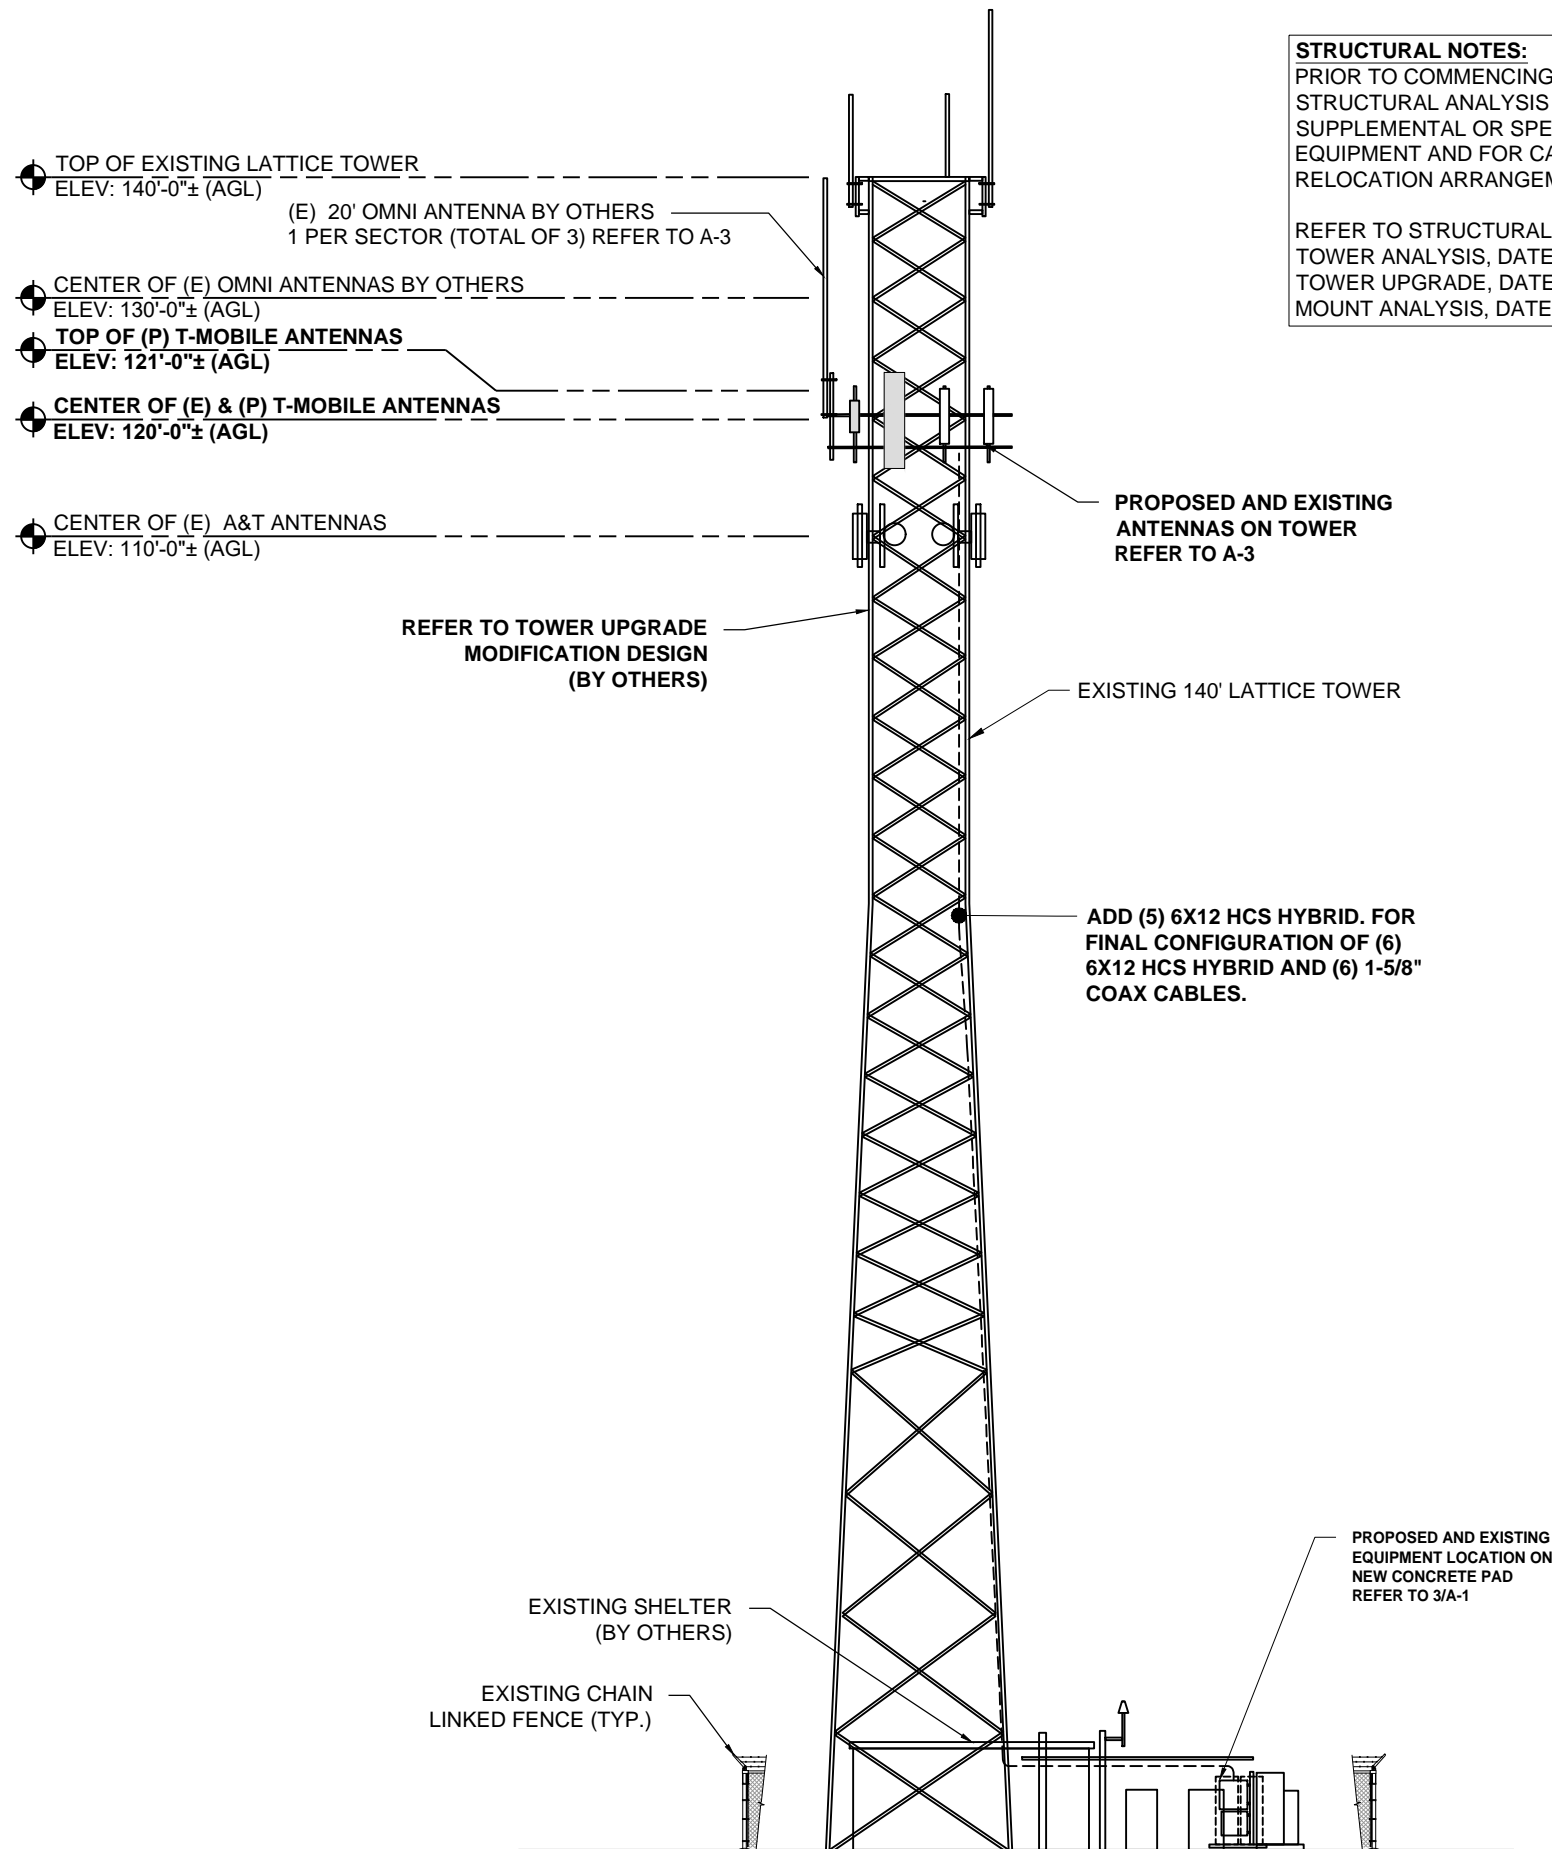 STRUCTURAL NOTES:
PRIOR TO COMMENCING
STRUCTURAL ANALYSIS
SUPPLEMENTAL OR SPE
EQUIPMENT AND FOR CA
RELOCATION ARRANGEM
REFER TO STRUCTURAL
TOWER ANALYSIS, DATE
TOWER UPGRADE, DATE
MOUNT ANALYSIS, DATE
TOP OF EXISTING LATTICE TOWER
ELEV: 140'-0"± (AGL)
(E) 20' OMNI ANTENNA BY OTHERS
1 PER SECTOR (TOTAL OF 3) REFER TO A-3
CENTER OF (E) OMNI ANTENNAS BY OTHERS
ELEV: 130'-0"± (AGL)
TOP OF (P) T-MOBILE ANTENNAS
ELEV: 121'-0"± (AGL)
CENTER OF (E) & (P) T-MOBILE ANTENNAS
ELEV: 120'-0"± (AGL)
CENTER OF (E) A&T ANTENNAS
ELEV: 110'-0"± (AGL)
PROPOSED AND EXISTING
ANTENNAS ON TOWER
REFER TO A-3
REFER TO TOWER UPGRADE
MODIFICATION DESIGN
(BY OTHERS)
EXISTING 140' LATTICE TOWER
ADD (5) 6X12 HCS HYBRID. FOR
FINAL CONFIGURATION OF (6)
6X12 HCS HYBRID AND (6) 1-5/8"
COAX CABLES.
PROPOSED AND EXISTING
EQUIPMENT LOCATION ON
NEW CONCRETE PAD
REFER TO 3/A-1
EXISTING SHELTER
(BY OTHERS)
EXISTING CHAIN
LINKED FENCE (TYP.)